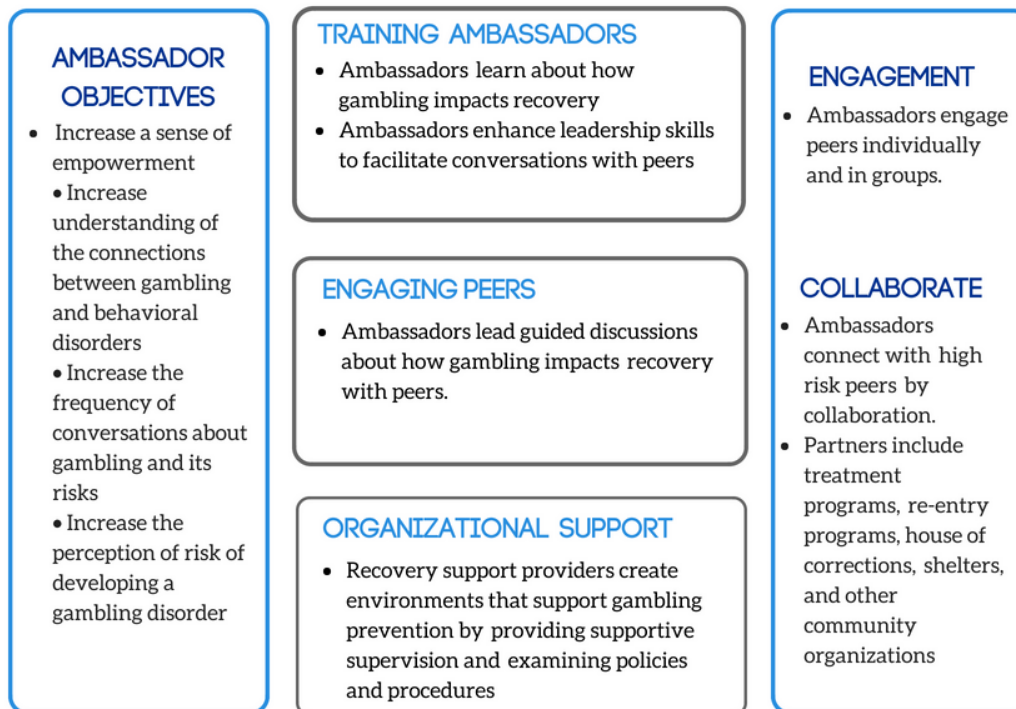 AMBASSADOR
OBJECTIVES
• Increase a sense of
empowerment
• Increase
understanding of
the connections
between gambling
and behavioral
disorders
• Increase the
frequency of
conversations about
gambling and its
risks
• Increase the
perception of risk of
developing a
gambling disorder
TRAINING AMBASSADORS
• Ambassadors learn about how
gambling impacts recovery
• Ambassadors enhance leadership skills
to facilitate conversations with peers
ENGAGING PEERS
• Ambassadors lead guided discussions
about how gambling impacts recovery
with peers.
ORGANIZATIONAL SUPPORT
• Recovery support providers create
environments that support gambling
prevention by providing supportive
supervision and examining policies
and procedures
ENGAGEMENT
• Ambassadors engage
peers individually
and in groups.
COLLABORATE
• Ambassadors
connect with high
risk peers by
collaboration.
• Partners include
treatment
programs, re-entry
programs, house of
corrections, shelters,
and other
community
organizations